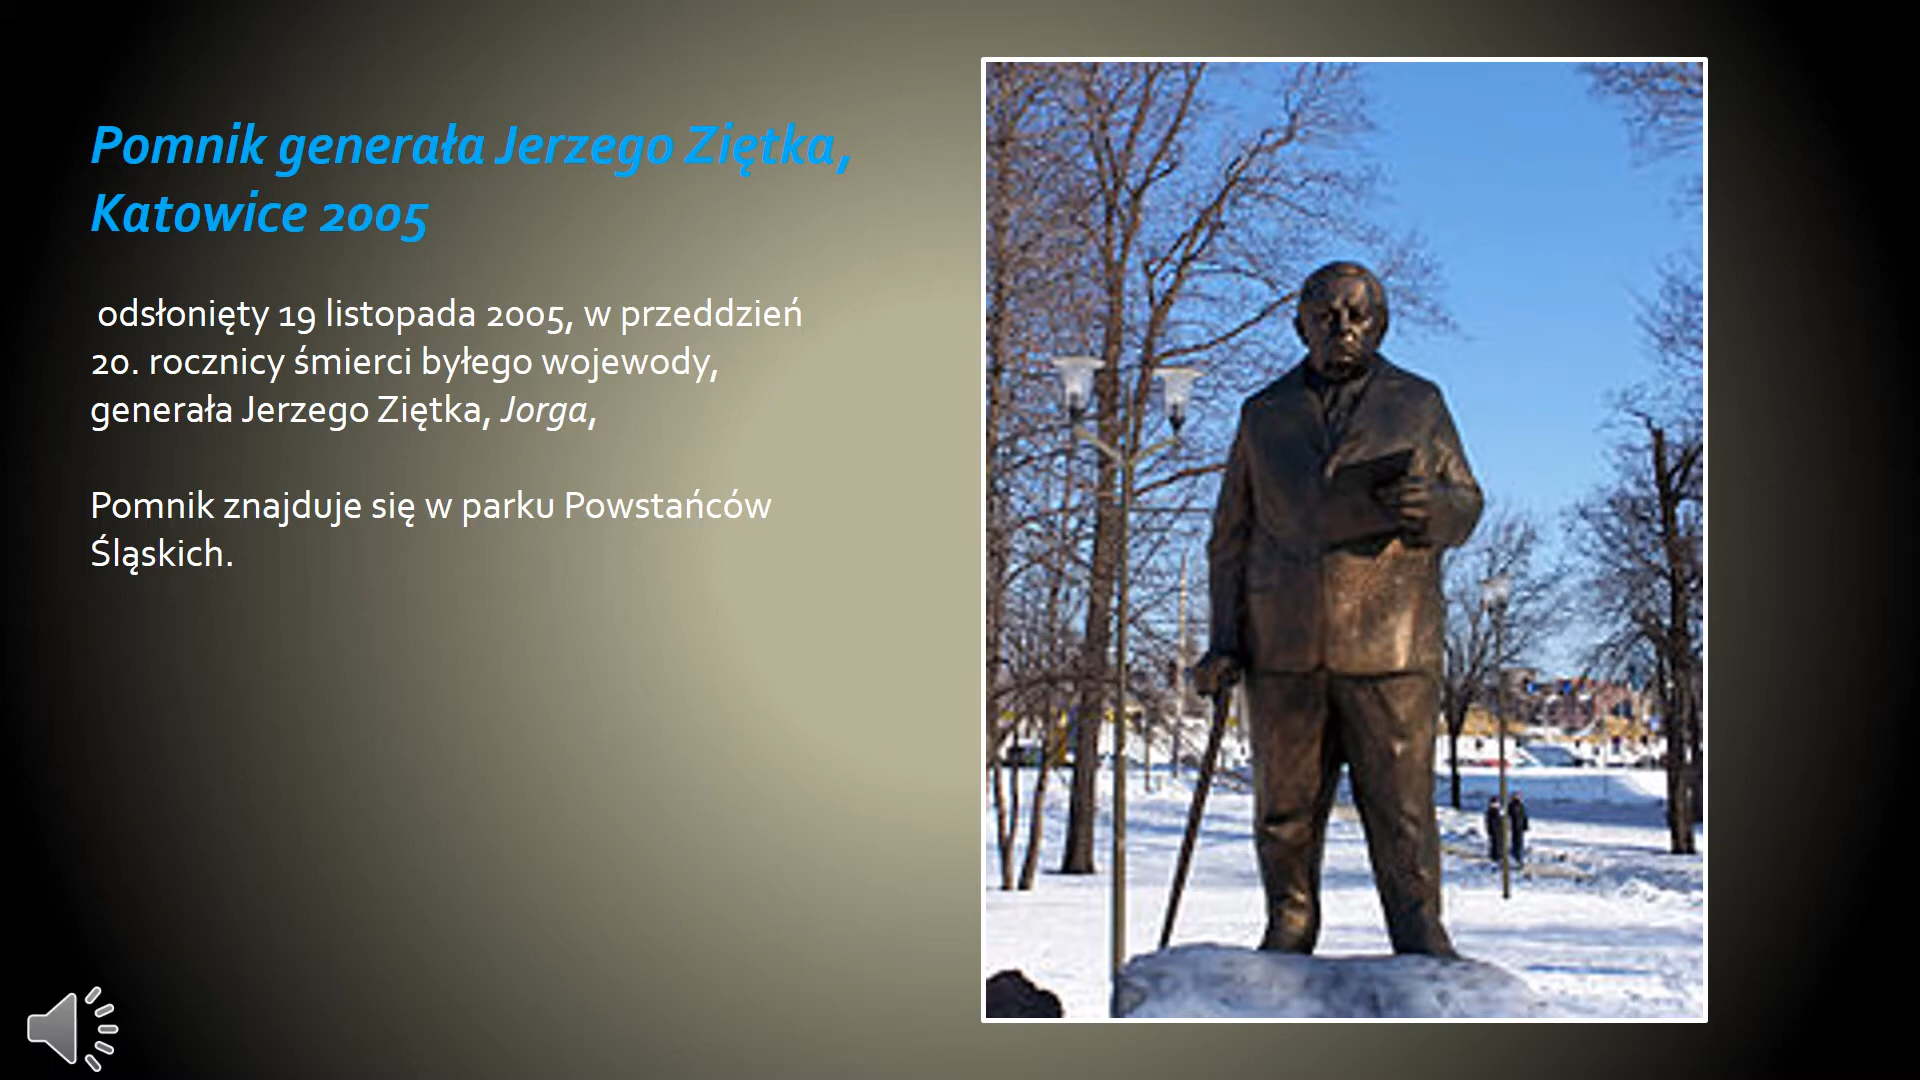 Pomnik generała Jerzego Ziętka,
Katowice 2005
odsłonięty 19 listopada 2005, w przeddzień
20. rocznicy śmierci byłego wojewody,
generała Jerzego Ziętka, Jorga,
Pomnik znajduje się w parku Powstańców
Śląskich.